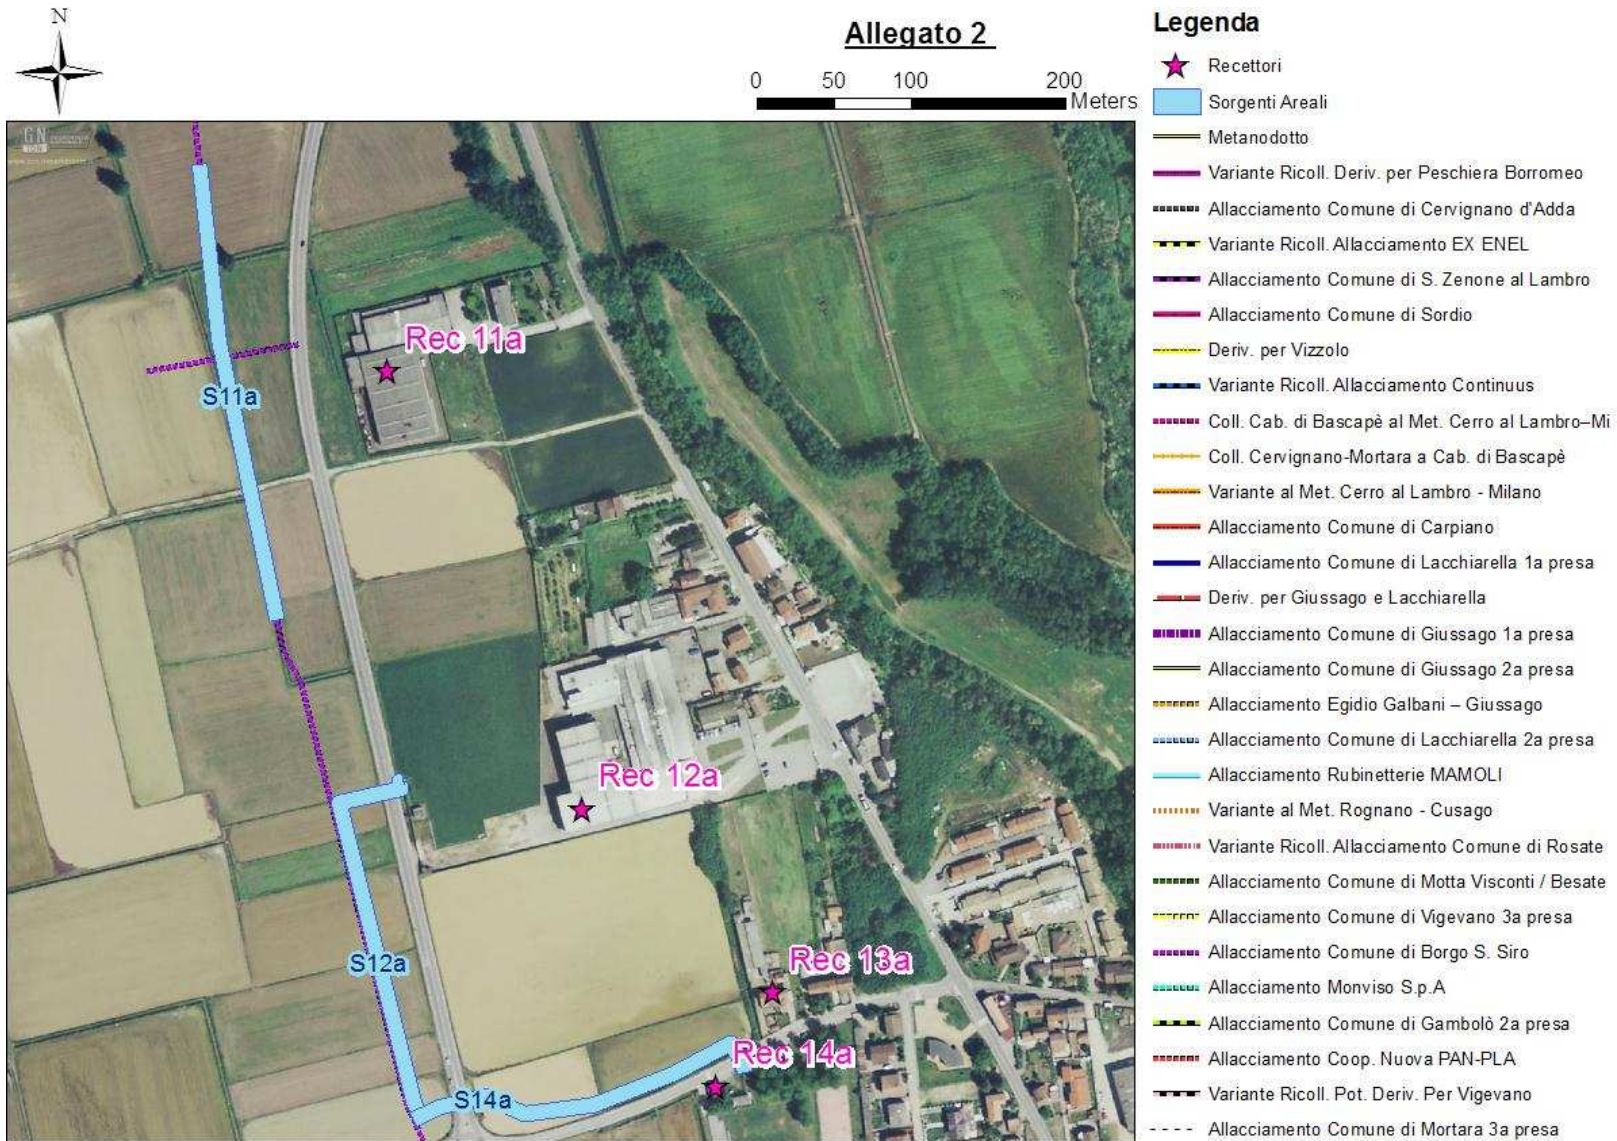 N
Allegato 2
0 50 100 200
Meters
GN
IDN
Rec 11a
S11a
Rec 12a
S12a
Rec 13a
Rec 14a
S14a
Legenda
Recettori
Sorgenti Areali
Metanodotto
Variante Ricoll. Deriv. per Peschiera Borromeo
Allacciamento Comune di Cervignano d'Adda
Variante Ricoll. Allacciamento EX ENEL
Allacciamento Comune di S. Zenone al Lambro
Allacciamento Comune di Sordio
Deriv. per Vizzolo
Variante Ricoll. Allacciamento Continuus
Coll. Cab. di Bascapè al Met. Cerro al Lambro–Mi
Coll. Cervignano-Mortara a Cab. di Bascapè
Variante al Met. Cerro al Lambro - Milano
Allacciamento Comune di Carpiano
Allacciamento Comune di Lacchiarella 1a presa
Deriv. per Giussago e Lacchiarella
Allacciamento Comune di Giussago 1a presa
Allacciamento Comune di Giussago 2a presa
Allacciamento Egidio Galbani – Giussago
Allacciamento Comune di Lacchiarella 2a presa
Allacciamento Rubinetterie MAMOLI
Variante al Met. Rognano - Cusago
Variante Ricoll. Allacciamento Comune di Rosate
Allacciamento Comune di Motta Visconti / Besate
Allacciamento Comune di Vigevano 3a presa
Allacciamento Comune di Borgo S. Siro
Allacciamento Monviso S.p.A
Allacciamento Comune di Gambolò 2a presa
Allacciamento Coop. Nuova PAN-PLA
Variante Ricoll. Pot. Deriv. Per Vigevano
Allacciamento Comune di Mortara 3a presa